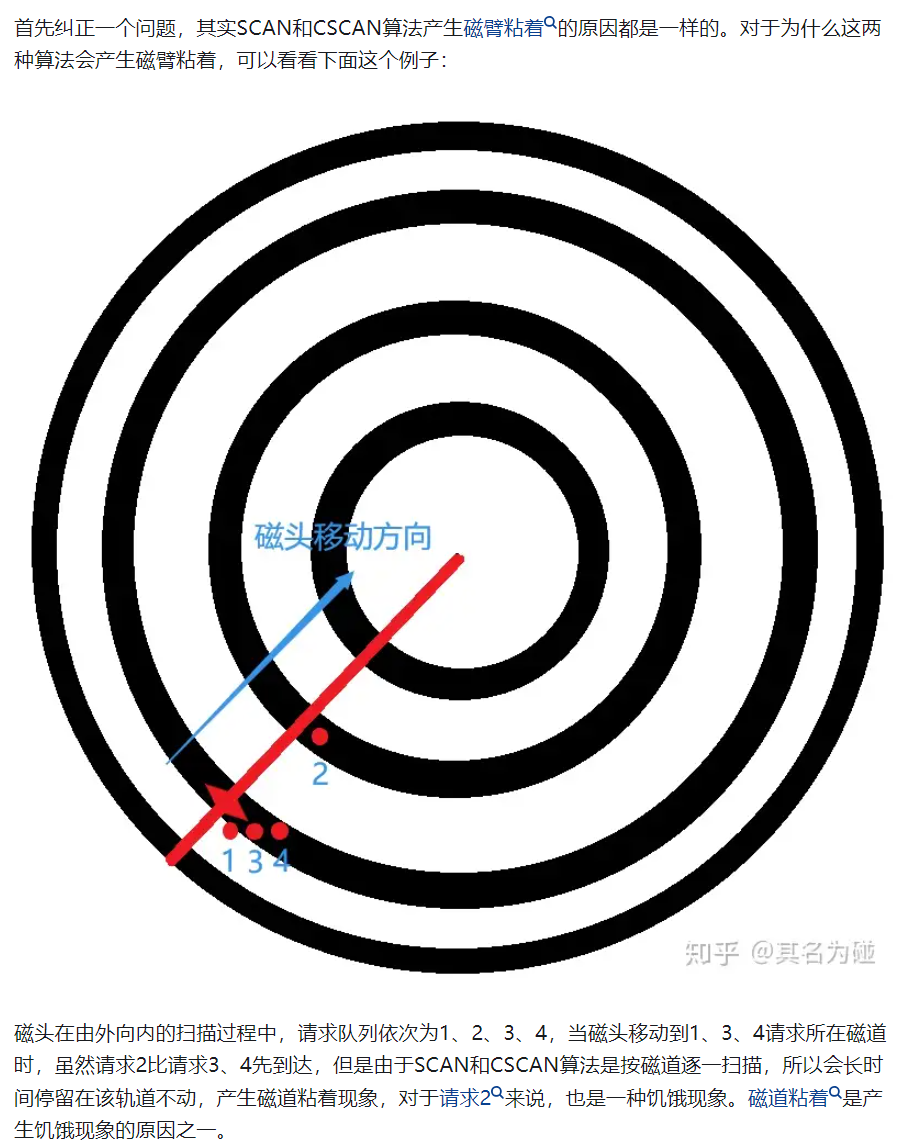 首先纠正一个问题，其实SCAN和CSCAN算法产生磁臂粘着的原因都是一样的。对于为什么这两
种算法会产生磁臂粘着，可以看看下面这个例子：
磁头移动方向
2
1 3 4
知乎 @其名为碰
磁头在由外向内的扫描过程中，请求队列依次为1、2、3、4，当磁头移动到1、3、4请求所在磁道
时，虽然请求2比请求3、4先到达，但是由于SCAN和CSCAN算法是按磁道逐一扫描，所以会长时
间停留在该轨道不动，产生磁道粘着现象，对于请求2来说，也是一种饥饿现象。磁道粘着是产
生饥饿现象的原因之一。